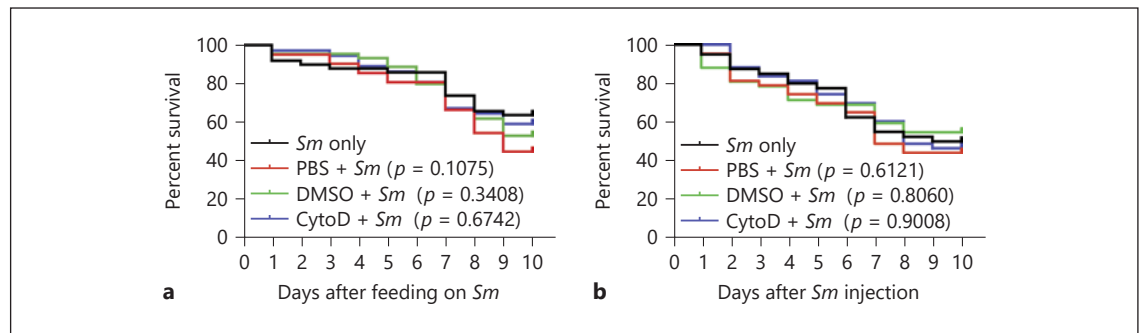 100
80
60
40
20
0
Percent survival
Sm only
PBS + Sm (p = 0.1075)
DMSO + Sm (p = 0.3408)
CytoD + Sm (p = 0.6742)
0 1 2 3 4 5 6 7 8 9 10
a Days after feeding on Sm
100
80
60
40
20
0
Percent survival
Sm only
PBS + Sm (p = 0.6121)
DMSO + Sm (p = 0.8060)
CytoD + Sm (p = 0.9008)
0 1 2 3 4 5 6 7 8 9 10
b Days after Sm injection